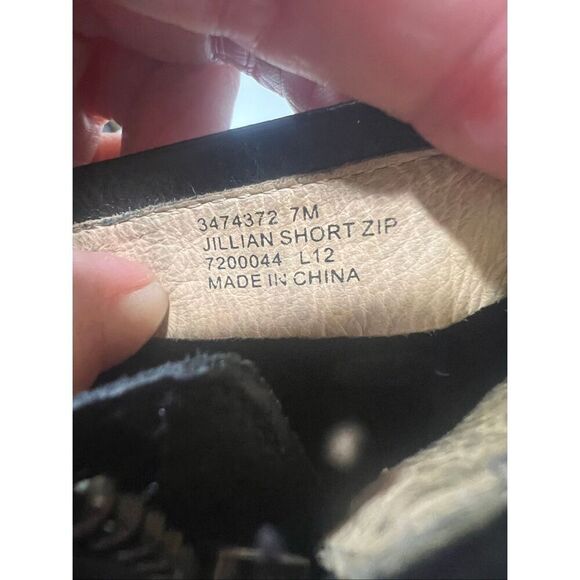 3474372 7M
JILLIAN SHORT ZIP
7200044 L12
MADE IN CHINA